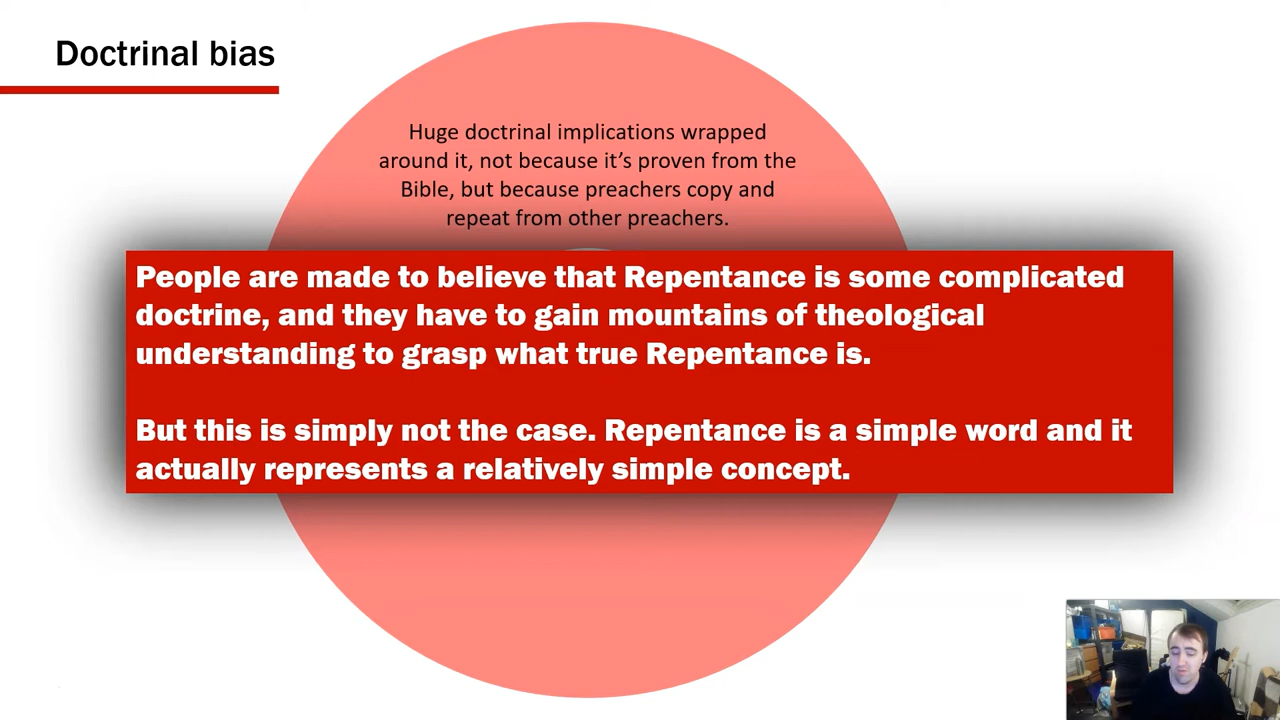 Doctrinal bias
Huge doctrinal implications wrapped
around it, not because it’s proven from the
Bible, but because preachers copy and
repeat from other preachers.
People are made to believe that Repentance is some complicated
doctrine, and they have to gain mountains of theological
understanding to grasp what true Repentance is.
But this is simply not the case. Repentance is a simple word and it
actually represents a relatively simple concept.